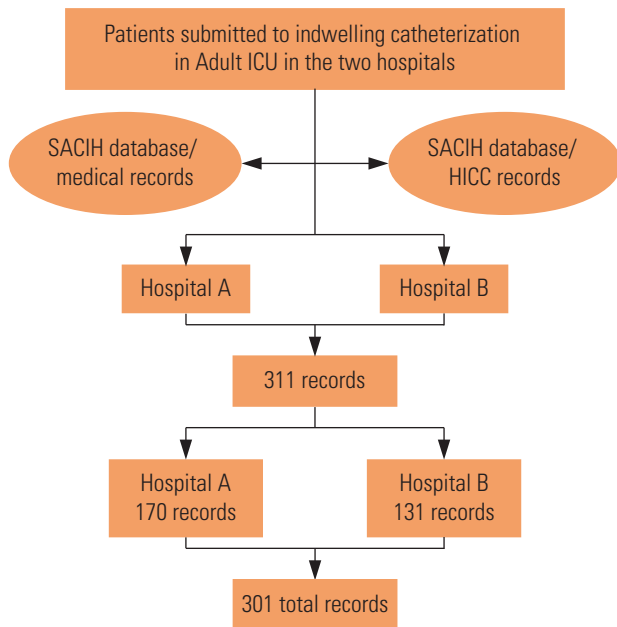 Patients submitted to indwelling catheterization
in Adult ICU in the two hospitals
SACIH database/
medical records
SACIH database/
HICC records
Hospital A
Hospital B
311 records
Hospital A
170 records
Hospital B
131 records
301 total records